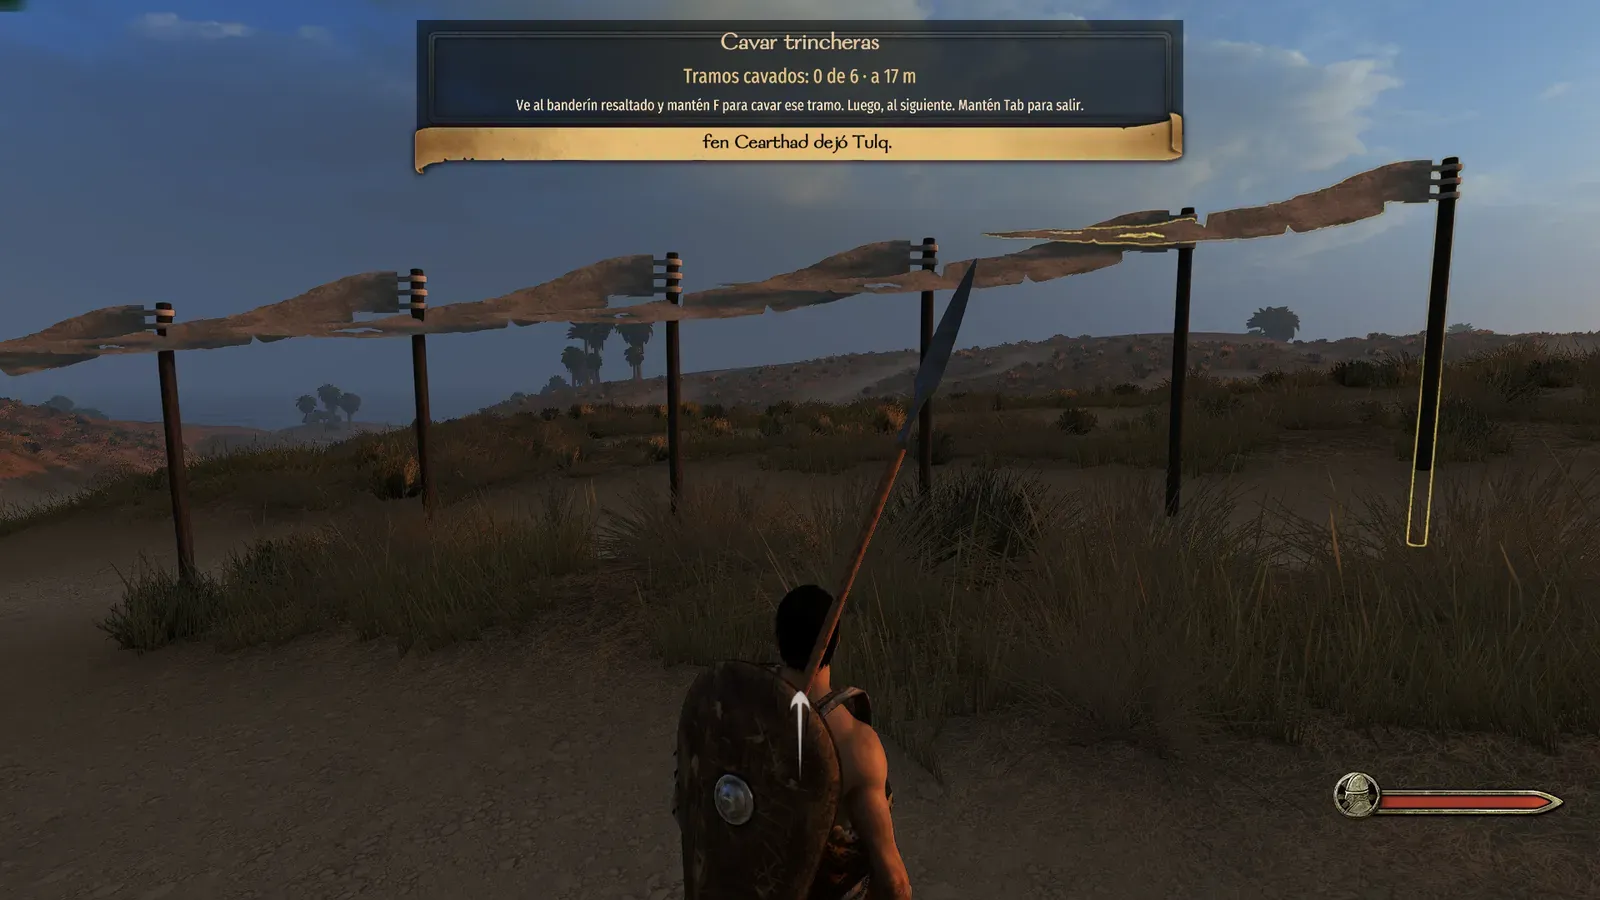 Cavar trincheras
Tramos cavados: 0 de 6 · a 17 m
Ve al banderín resaltado y mantén F para cavar ese tramo. Luego, al siguiente. Mantén Tab para salir.
fen Cearthad dejó Tulq.